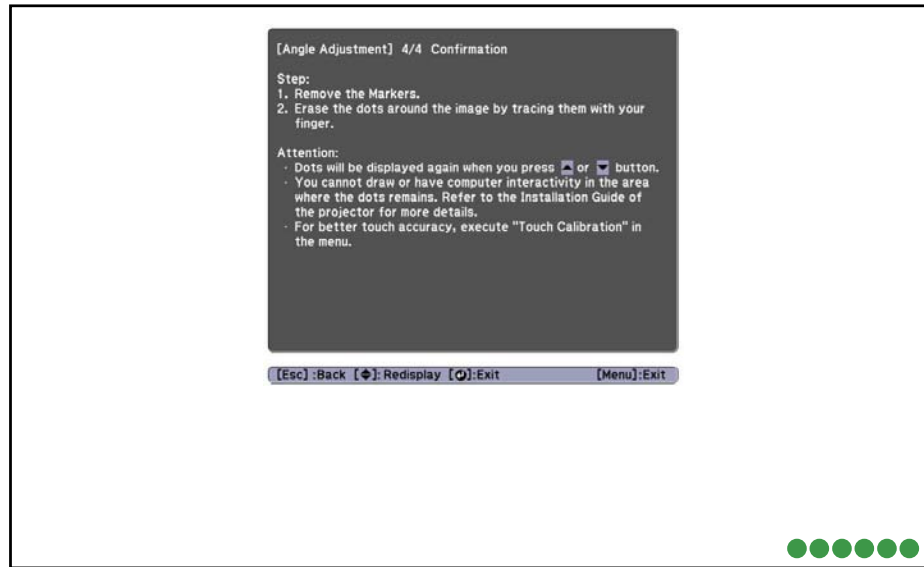 [Angle Adjustment] 4/4 Confirmation
Step:
1. Remove the Markers.
2. Erase the dots around the image by tracing them with your
finger.
Attention:
· Dots will be displayed again when you press ▲ or ▼ button.
· You cannot draw or have computer interactivity in the area
where the dots remains. Refer to the Installation Guide of
the projector for more details.
· For better touch accuracy, execute "Touch Calibration" in
the menu.
[Esc] :Back [◆]: Redisplay [⏎]:Exit [Menu]:Exit